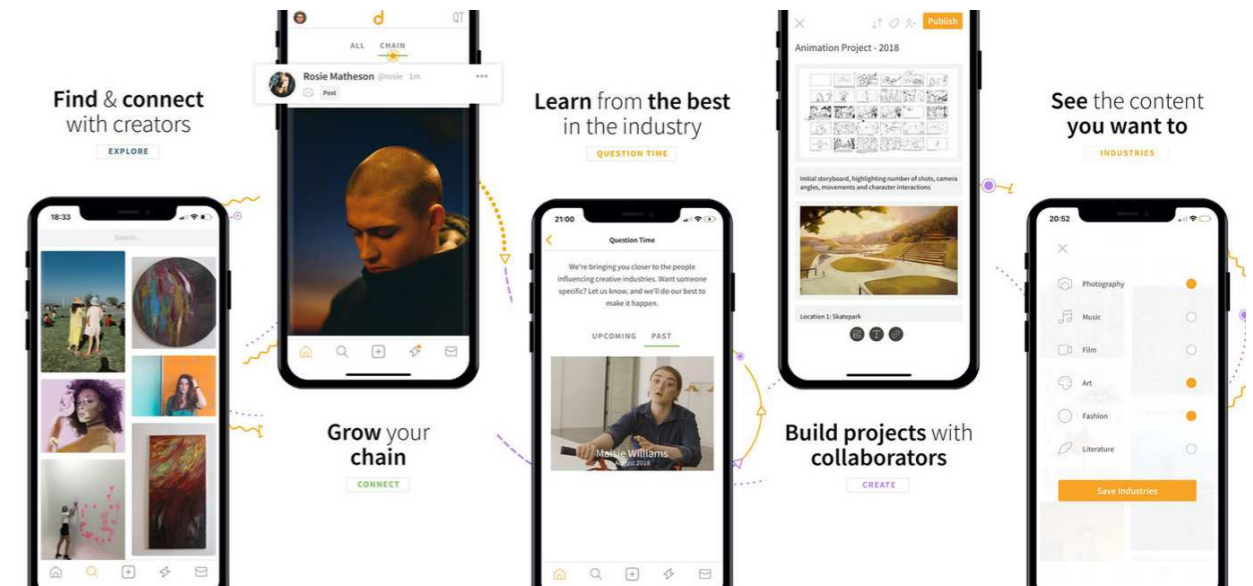 Find & connect
with creators
EXPLORE
18:33
Search...
d
QT
ALL CHAIN
Rosie Matheson @rosie 1m
Post
Grow your
chain
CONNECT
Learn from the best
in the industry
QUESTION TIME
21:00
Question Time
We're bringing you closer to the people
influencing creative industries. Want someone
specific? Let us know, and we'll do our best to
make it happen.
UPCOMING PAST
Maisie Williams
August 2018
Publish
Animation Project - 2018
Initial storyboard, highlighting number of shots, camera
angles, movements and character interactions
Location 1: Skatepark
Build projects with
collaborators
CREATE
See the content
you want to
INDUSTRIES
20:52
Photography
Music
Film
Art
Fashion
Literature
Save Industries